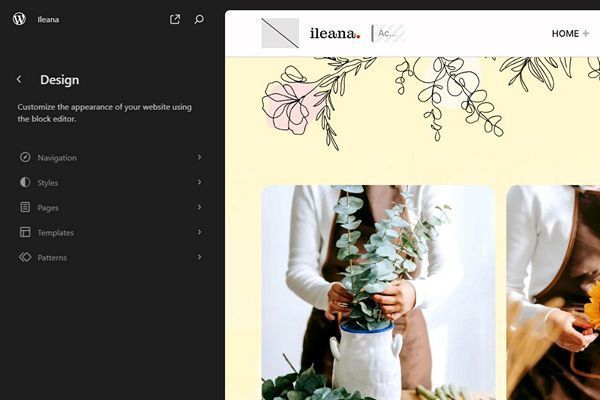 Ileana
Design
Customize the appearance of your website using
the block editor.
Navigation
Styles
Pages
Templates
Patterns
ileana.
Ac...
HOME +